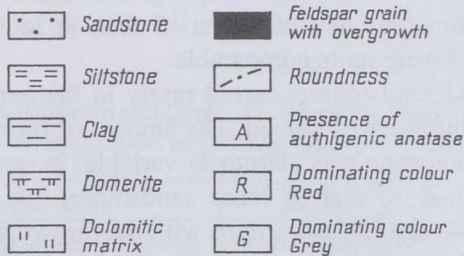 Sandstone
Siltstone
Clay
Domerite
Dolomitic
matrix
Feldspar grain
with overgrowth
Roundness
A Presence of
authigenic anatase
R Dominating colour
Red
G Dominating colour
Grey